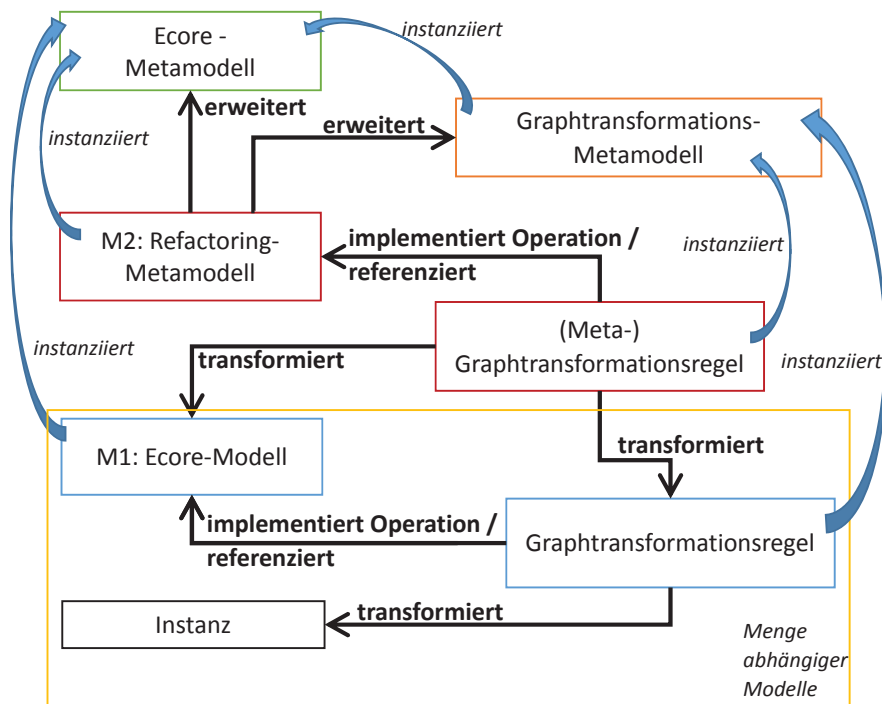 Ecore -
Metamodell
instanziiert
erweitert
instanziiert
erweitert
Graphtransformations-
Metamodell
M2: Refactoring-
Metamodell
implementiert Operation /
referenziert
instanziiert
(Meta-)
Graphtransformationsregel
instanziiert
transformiert
instanziiert
M1: Ecore-Modell
transformiert
implementiert Operation /
referenziert
Graphtransformationsregel
Instanz
transformiert
Menge
abhängiger
Modelle